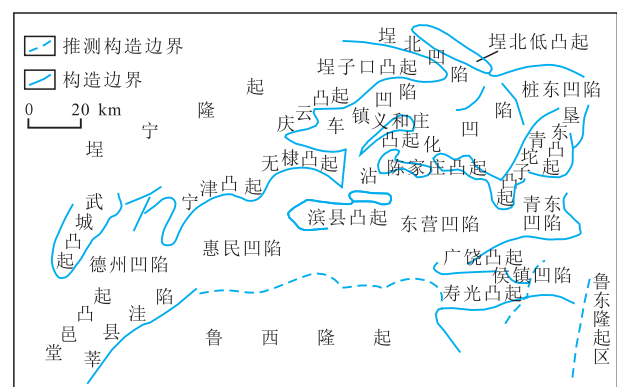 推测构造边界
构造边界
0 20 km
埕北凹陷
埕北低凸起
埕子口凸起
桩东凹陷
埕宁隆起
庆云凸起
车镇凹陷
义和庄凸起
沾化凹陷
垦东凸起
青坨子凸起
无棣凸起
陈家庄凸起
宁津凸起
武城凸起
滨县凸起
东营凹陷
青东凹陷
惠民凹陷
德州凹陷
广饶凸起
侯镇凹陷
寿光凸起
堂邑凸起
莘县洼陷
鲁西隆起
鲁东隆起区